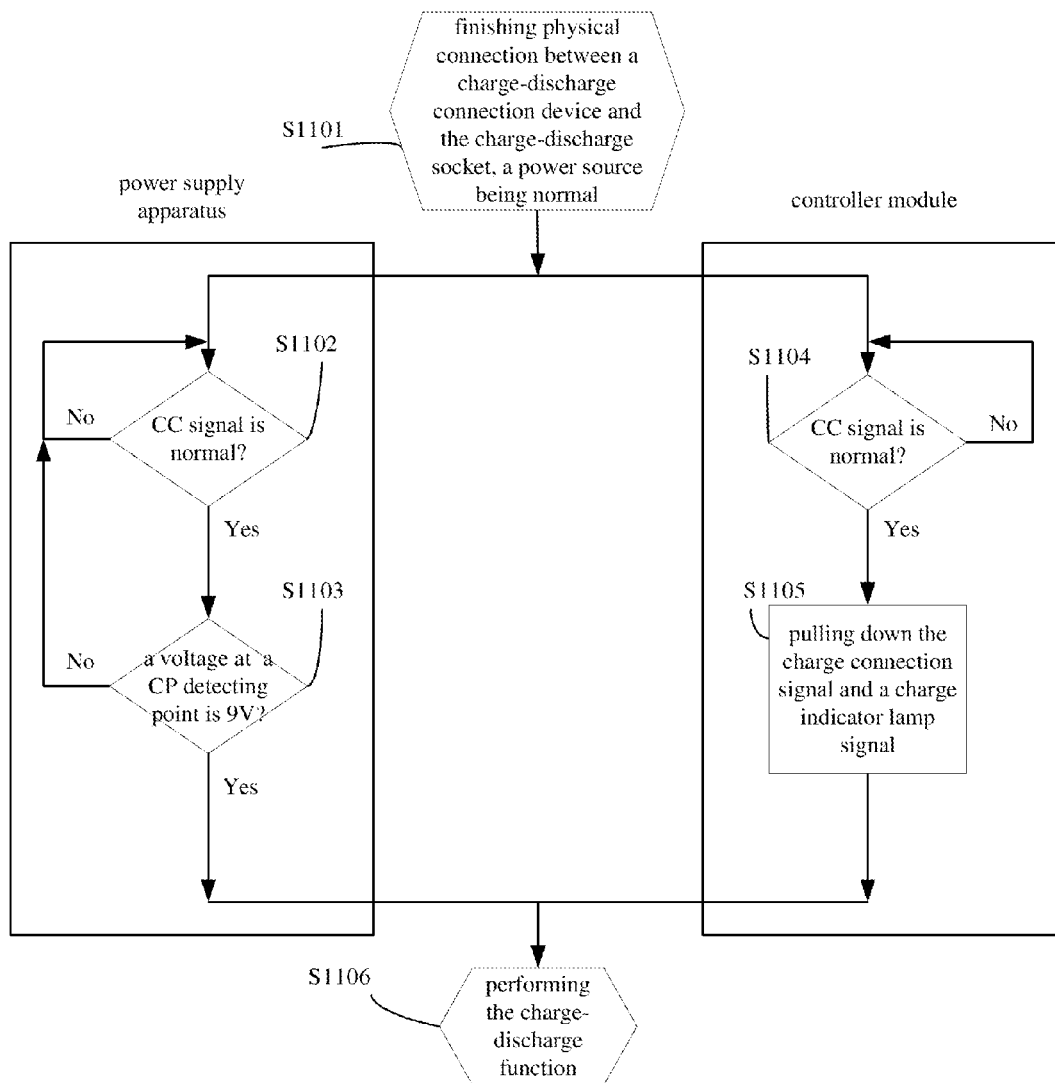 finishing physical
connection between a
charge-discharge
connection device and
the charge-discharge
socket, a power source
being normal
S1101
power supply
apparatus
controller module
S1102
CC signal is
normal?
No
Yes
S1104
CC signal is
normal?
No
Yes
S1103
a voltage at a
CP detecting
point is 9V?
No
Yes
S1105
pulling down the
charge connection
signal and a charge
indicator lamp
signal
S1106
performing
the charge-
discharge
function